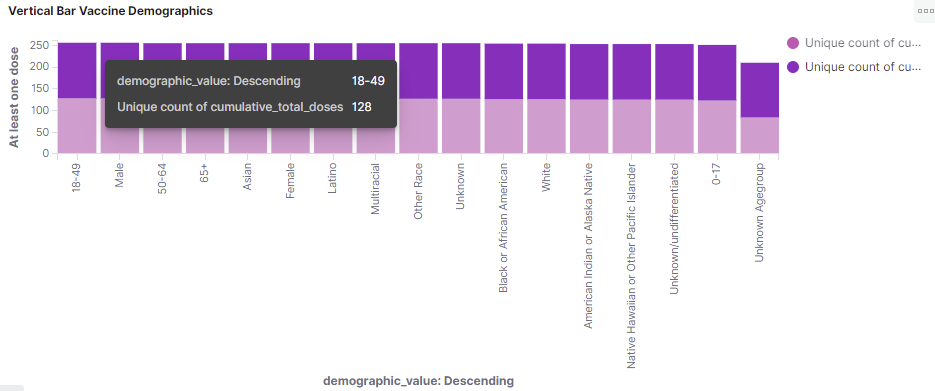 Vertical Bar Vaccine Demographics
At least one dose
250
200
150
100
50
0
demographic_value: Descending 18-49
Unique count of cumulative_total_doses 128
Unique count of cu...
Unique count of cu...
18-49
Male
50-64
65+
Asian
Female
Latino
Multiracial
Other Race
Unknown
Black or African American
White
American Indian or Alaska Native
Native Hawaiian or Other Pacific Islander
Unknown/undifferentiated
0-17
Unknown Agegroup
demographic_value: Descending